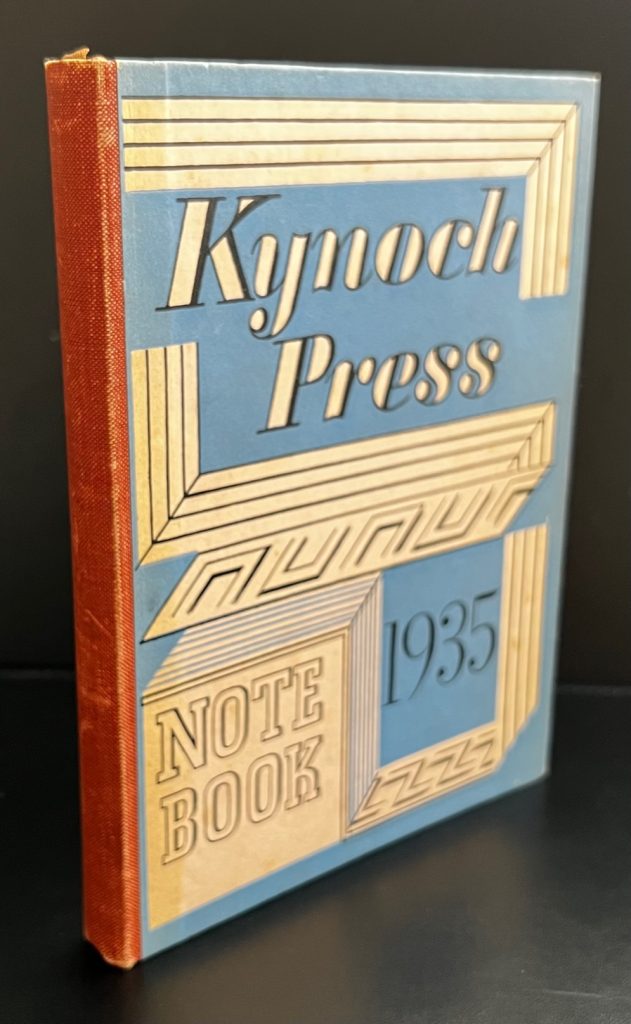 Kynoch
Press
1935
NOTE
BOOK